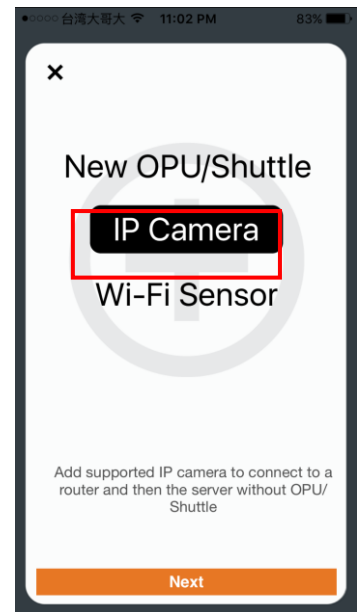 台湾大哥大 11:02 PM 83%
×
New OPU/Shuttle
IP Camera
Wi-Fi Sensor
Add supported IP camera to connect to a
router and then the server without OPU/
Shuttle
Next